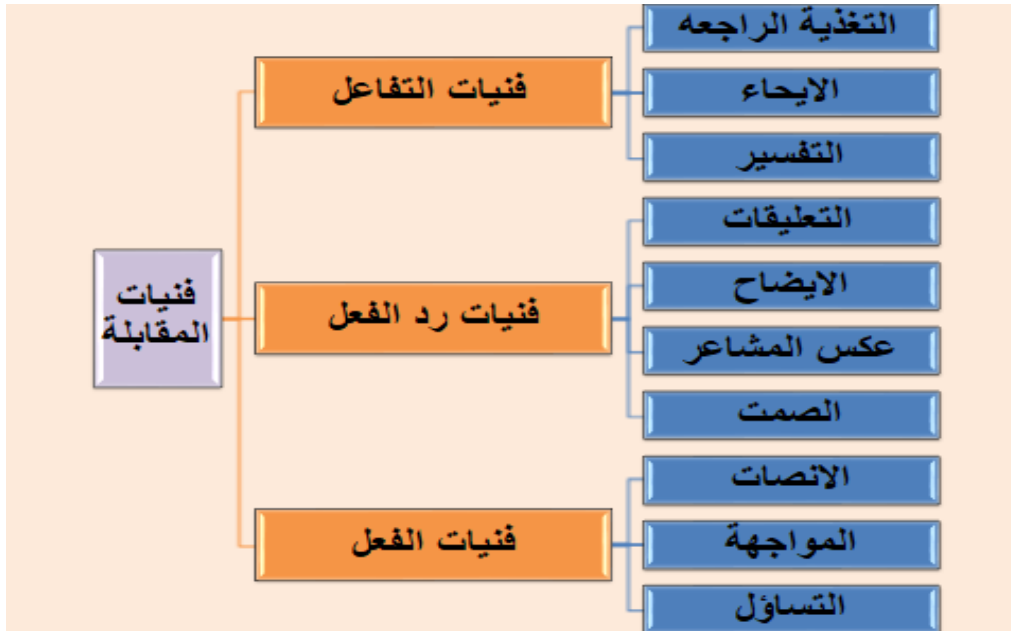 فنيات
المقابلة
فنيات التفاعل
التغذية الراجعه
الايحاء
التفسير
فنيات رد الفعل
التعليقات
الايضاح
عكس المشاعر
الصمت
فنيات الفعل
الانصات
المواجهة
التساؤل